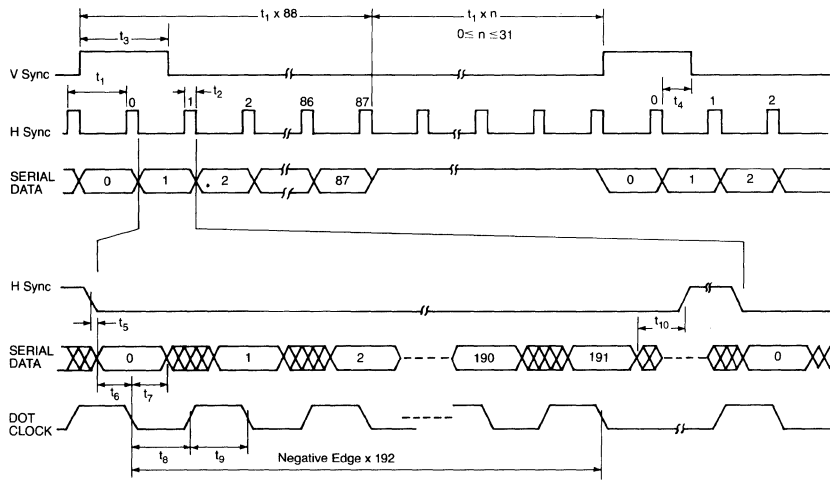 t1 x 88
t1 x n
0≤ n ≤31
t3
V Sync
t1
t2
t4
0 1 2 86 87 0 1 2
H Sync
SERIAL DATA
0 1 2 87 0 1 2
H Sync
t5
t10
SERIAL DATA
0 1 2 190 191 0
t6 t7
DOT CLOCK
t8 t9
Negative Edge x 192